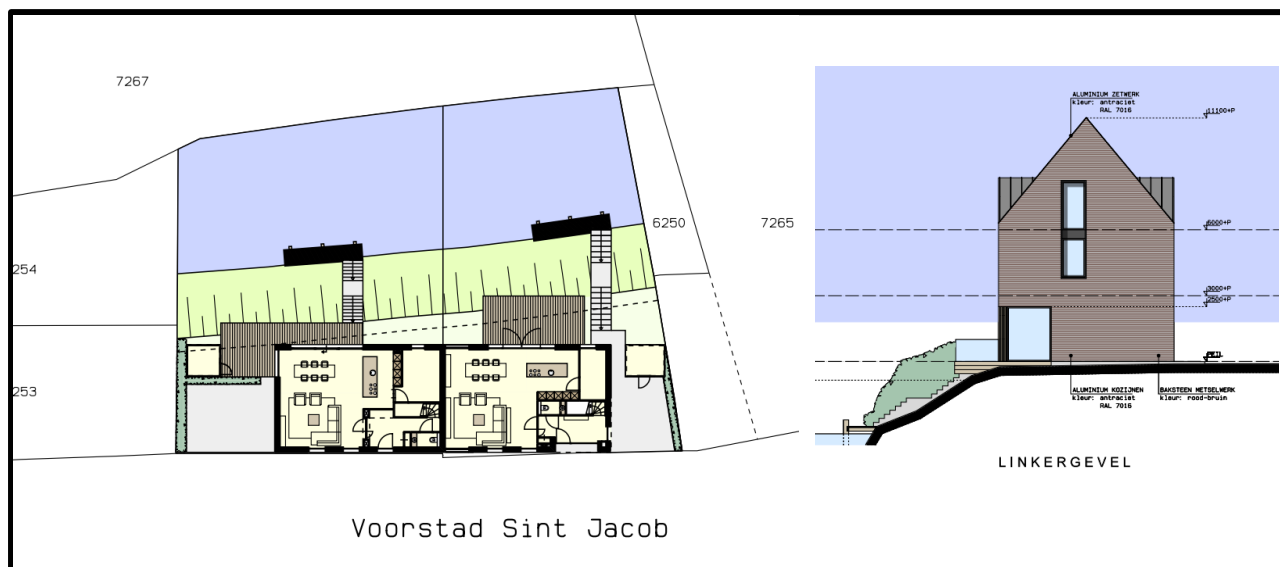 7267
6250
7265
254
253
Voorstad Sint Jacob
ALUMINIUM ZETWERK
kleur: antraciet
RAL 7016
11100+P
6000+P
3000+P
2500+P
PEIL
ALUMINIUM KOZIJNEN
kleur: antraciet
RAL 7016
BAKSTEEN METSELWERK
kleur: rood-bruin
LINKERGEVEL